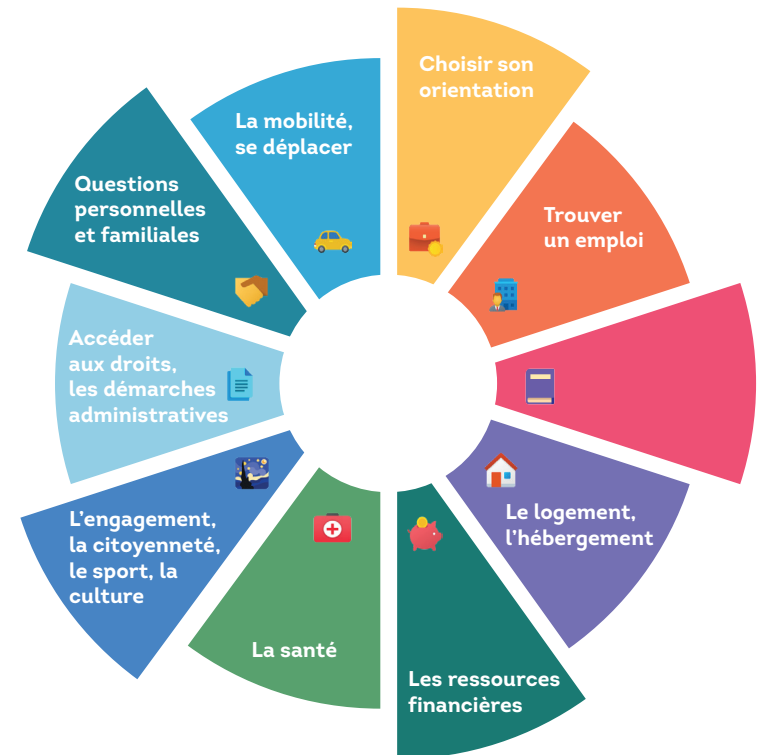 Choisir son
orientation
Trouver
un emploi
Le logement,
l'hébergement
Les ressources
financières
La santé
L'engagement,
la citoyenneté,
le sport, la
culture
Accéder
aux droits,
les démarches
administratives
Questions
personnelles
et familiales
La mobilité,
se déplacer